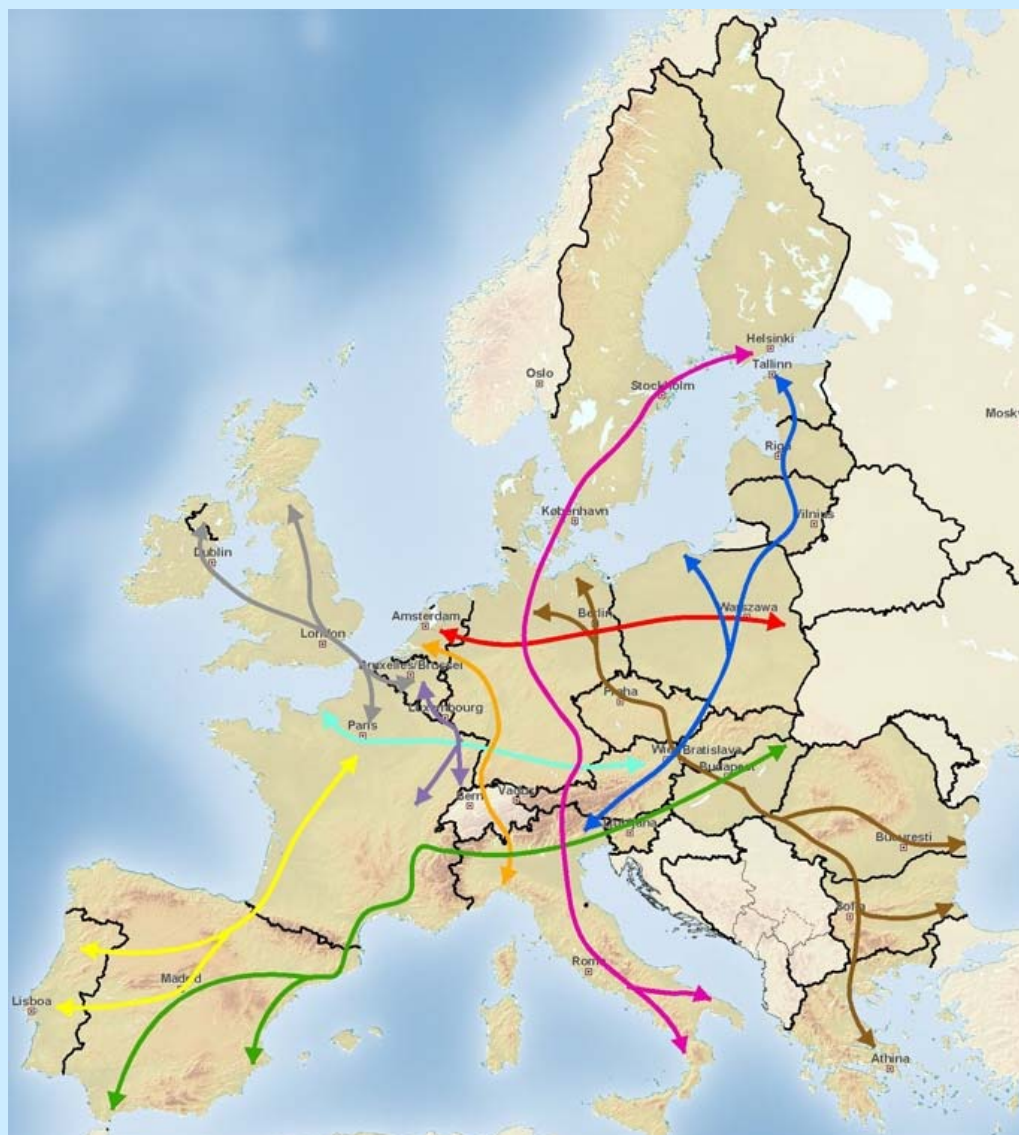 Helsinki
Tallinn
Oslo
Stockholm
Mosk
Riga
København
Vilnius
Dublin
Amsterdam
Berlin
Warszawa
London
Bruxelles/Brussel
Praha
Luxembourg
Paris
Wien
Bratislava
Budapest
Bern
Vaduz
Ljubljana
Bucuresti
Sofia
Roma
Madrid
Lisboa
Athina